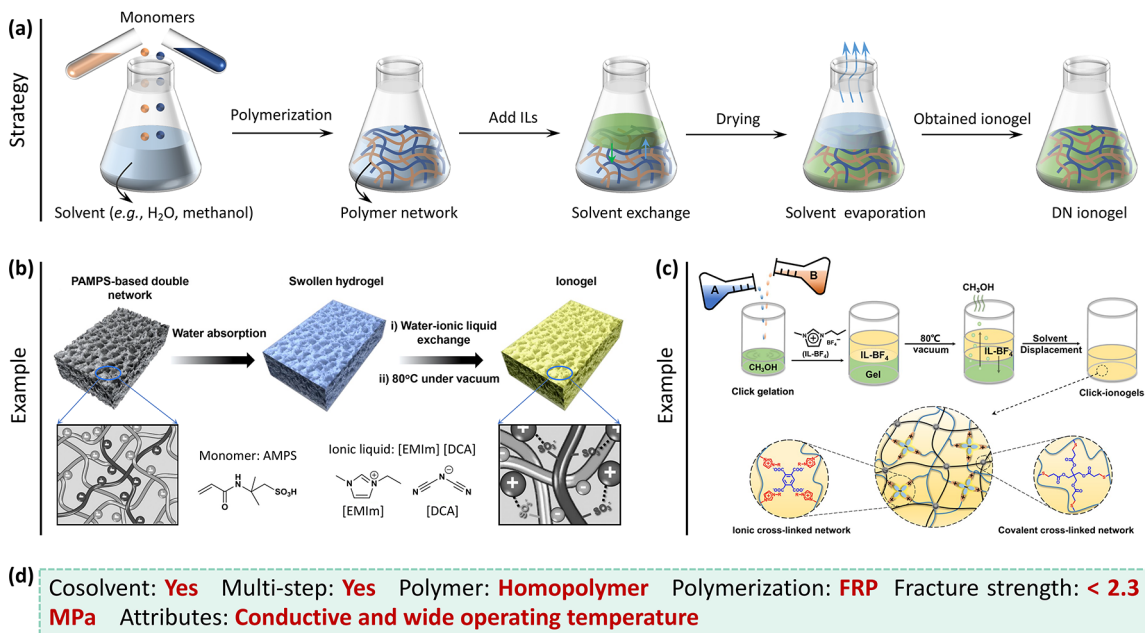 (a)
Strategy
Monomers
Polymerization
Add ILs
Drying
Obtained ionogel
Solvent (e.g., H₂O, methanol)
Polymer network
Solvent exchange
Solvent evaporation
DN ionogel
(b)
Example
PAMPS-based double
network
Swollen hydrogel
Ionogel
Water absorption
i) Water-ionic liquid
exchange
ii) 80°C under vacuum
Monomer: AMPS
Ionic liquid: [EMIm] [DCA]
[EMIm]
[DCA]
(c)
Example
A
B
CH₃OH
Click gelation
BF₄⁻
(IL-BF₄)
IL-BF₄
Gel
80℃
vacuum
CH₃OH
IL-BF₄
Solvent
Displacement
Click-ionogels
Ionic cross-linked network
Covalent cross-linked network
(d)
Cosolvent: Yes Multi-step: Yes Polymer: Homopolymer Polymerization: FRP Fracture strength: < 2.3
MPa Attributes: Conductive and wide operating temperature